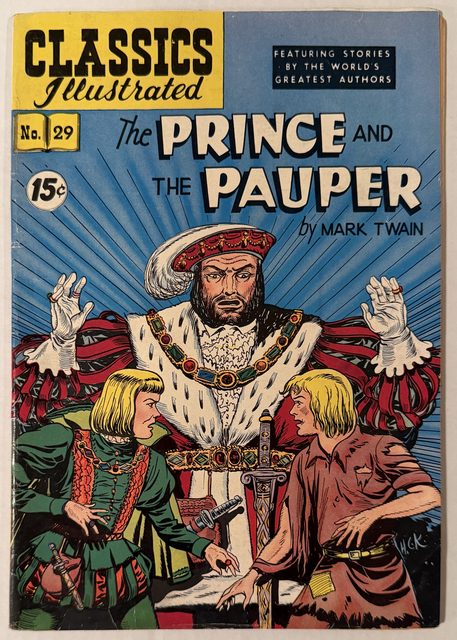 CLASSICS
Illustrated
FEATURING STORIES
BY THE WORLD'S
GREATEST AUTHORS
No. 29
The PRINCE AND
THE PAUPER
by MARK TWAIN
15¢
H.C.K.